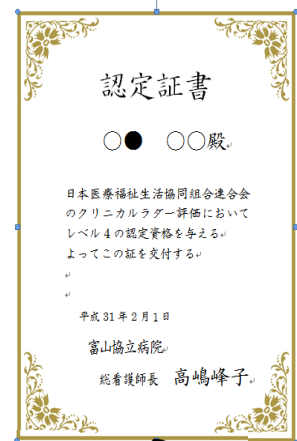 認定証書
○● ○○殿
日本医療福祉生活協同組合連合会
のクリニカルラダー評価において
レベル4の認定資格を与える
よってこの証を交付する
平成31年2月1日
富山協立病院
総看護師長 高嶋峰子